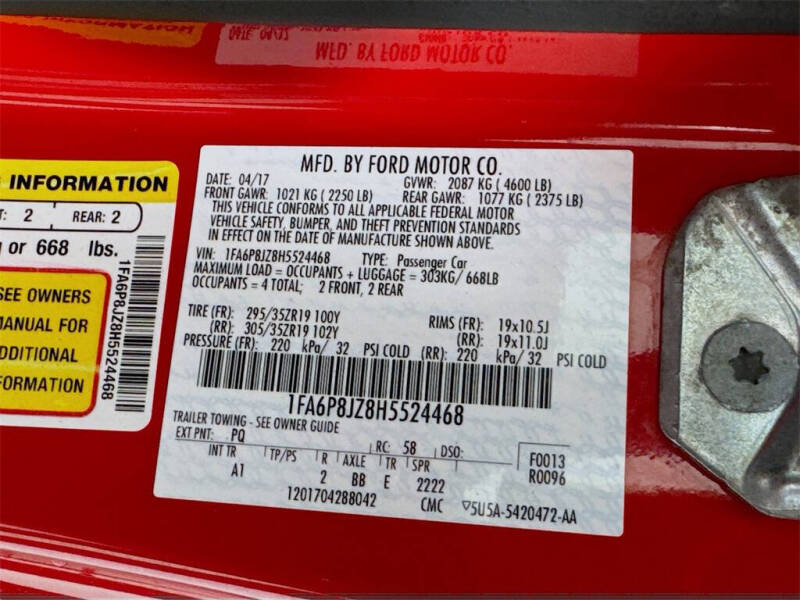 MFD. BY FORD MOTOR CO.
INFORMATION
2 REAR: 2
or 668 lbs.
SEE OWNERS
MANUAL FOR
ADDITIONAL
INFORMATION
1FA6P8JZ8H5524468
MFD. BY FORD MOTOR CO.
DATE: 04/17 GVWR: 2087 KG ( 4600 LB)
FRONT GAWR: 1021 KG ( 2250 LB) REAR GAWR: 1077 KG ( 2375 LB)
THIS VEHICLE CONFORMS TO ALL APPLICABLE FEDERAL MOTOR
VEHICLE SAFETY, BUMPER, AND THEFT PREVENTION STANDARDS
IN EFFECT ON THE DATE OF MANUFACTURE SHOWN ABOVE.
VIN: 1FA6P8JZ8H5524468 TYPE: Passenger Car
MAXIMUM LOAD = OCCUPANTS + LUGGAGE = 303KG/ 668LB
OCCUPANTS = 4 TOTAL; 2 FRONT, 2 REAR
TIRE (FR): 295/35ZR19 100Y RIMS (FR): 19x10.5J
(RR): 305/35ZR19 102Y (RR): 19x11.0J
PRESSURE (FR): 220 kPa/ 32 PSI COLD (RR): 220 kPa/ 32 PSI COLD
1FA6P8JZ8H5524468
TRAILER TOWING - SEE OWNER GUIDE
EXT PNT: PQ RC: 58 DSO: F0013
R0096
INT TR TP/PS R AXLE TR SPR
A1 2 BB E 2222
1201704288042 CMC ▽5U5A-5420472-AA